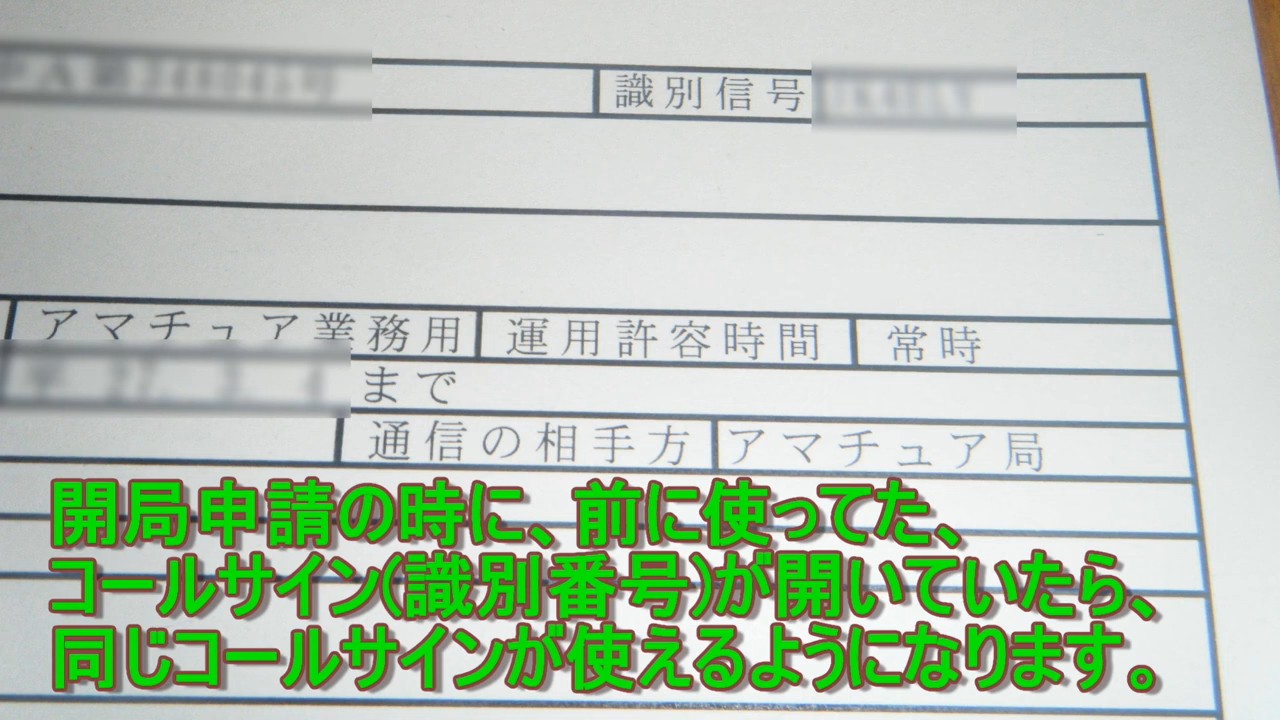 識別信号
アマチュア業務用 運用許容時間 常時
まで
通信の相手方 アマチュア局
開局申請の時に、前に使ってた、
コールサイン(識別番号)が開いていたら、
同じコールサインが使えるようになります。